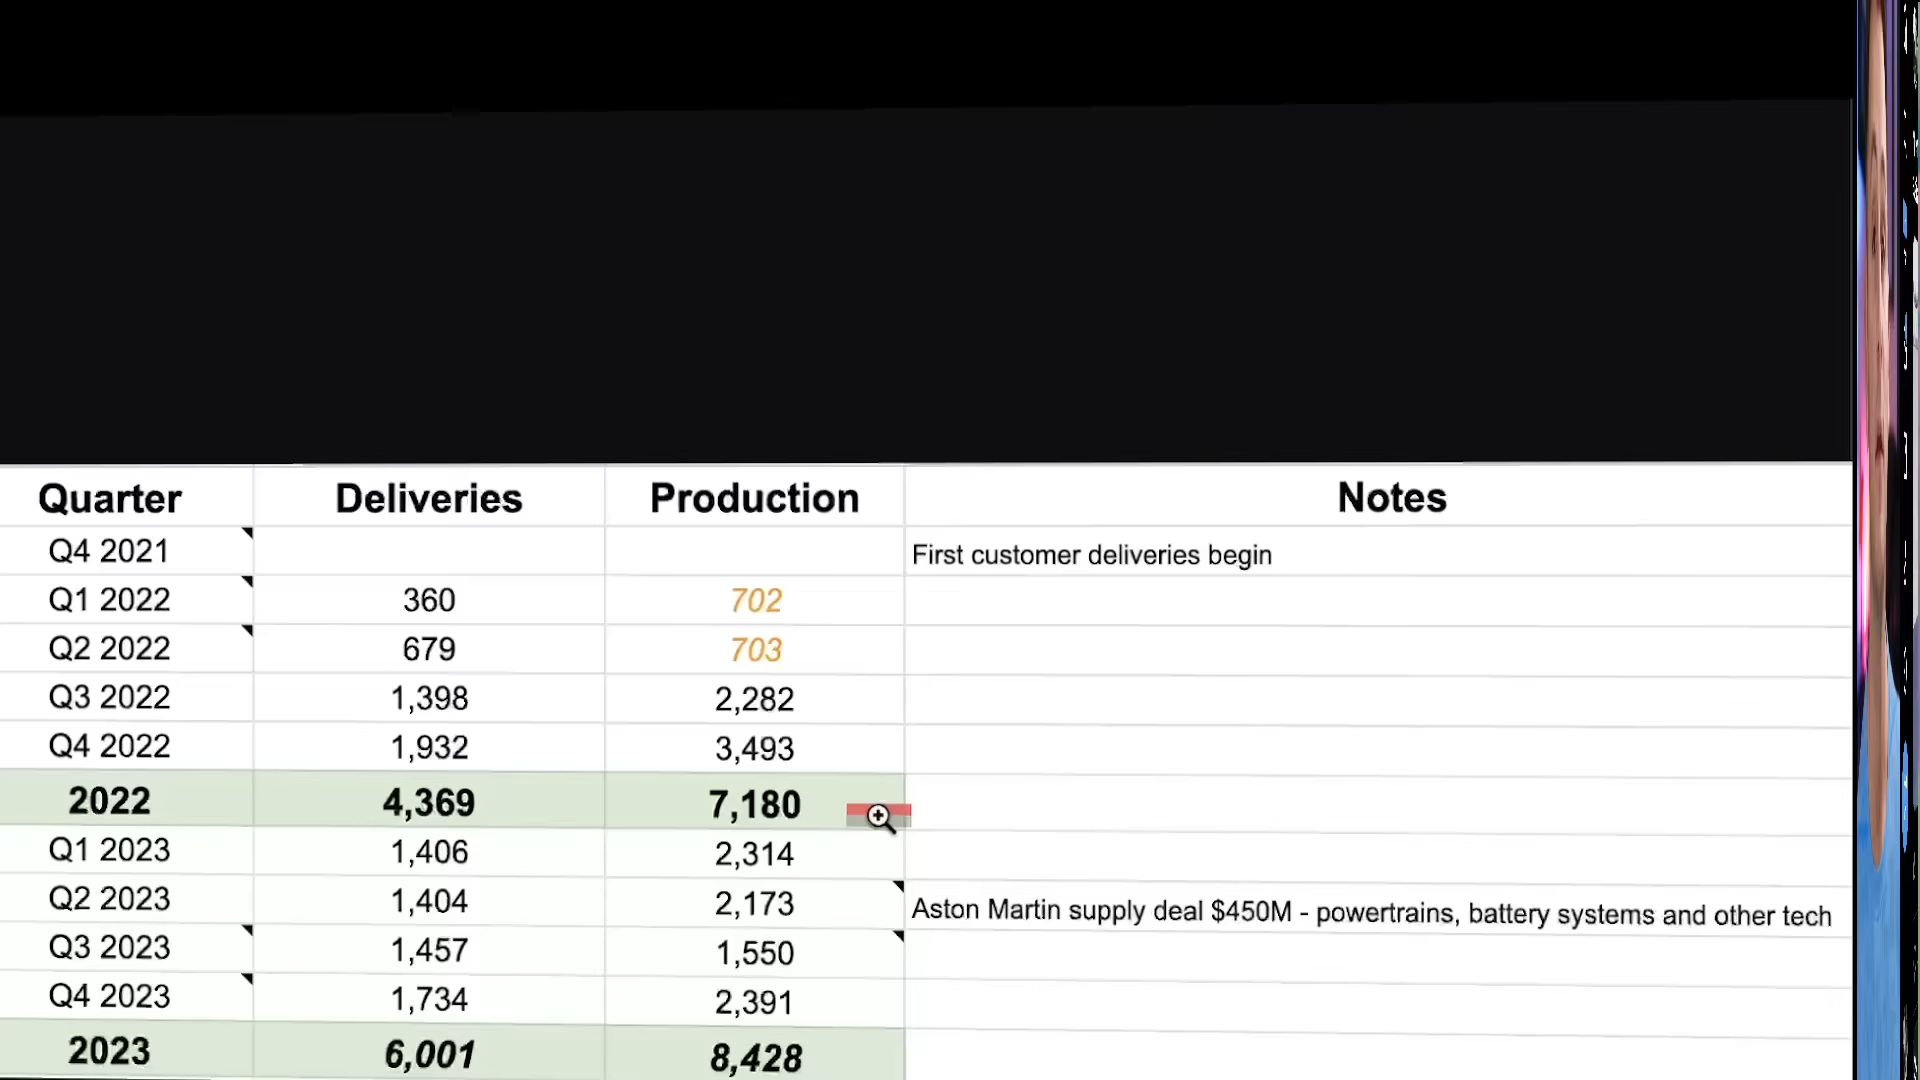 Quarter Deliveries Production Notes
Q4 2021 First customer deliveries begin
Q1 2022 360 702
Q2 2022 679 703
Q3 2022 1,398 2,282
Q4 2022 1,932 3,493
2022 4,369 7,180
Q1 2023 1,406 2,314
Q2 2023 1,404 2,173 Aston Martin supply deal $450M - powertrains, battery systems and other tech
Q3 2023 1,457 1,550
Q4 2023 1,734 2,391
2023 6,001 8,428